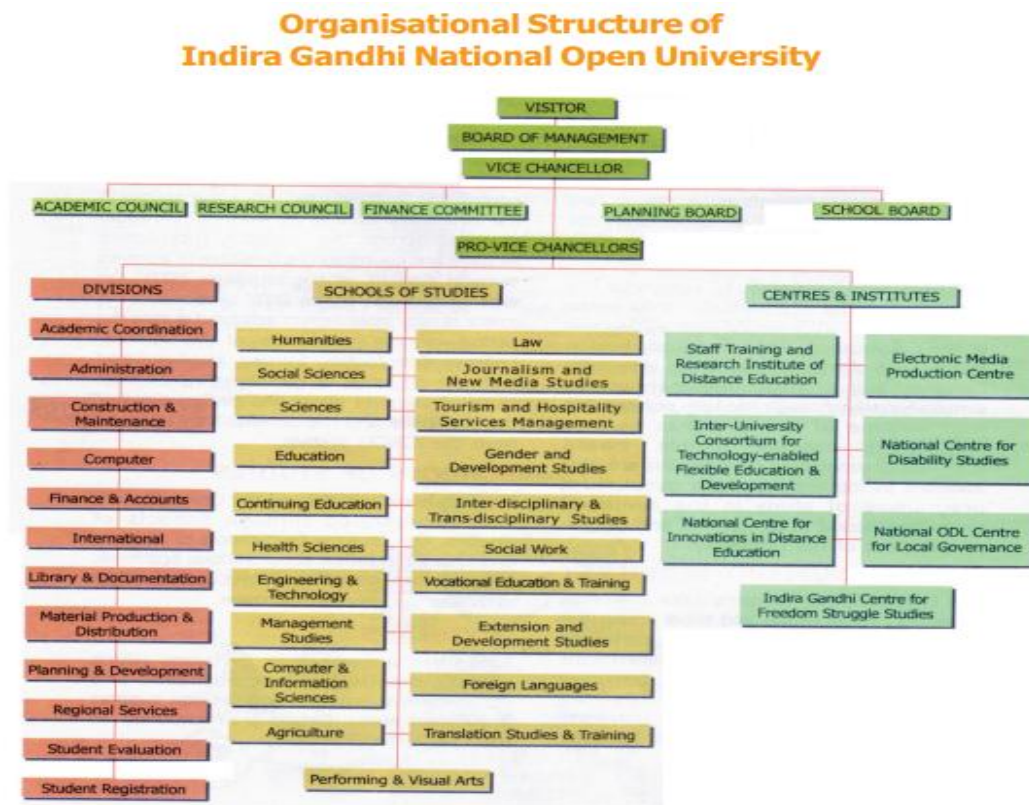 Organisational Structure of
Indira Gandhi National Open University
VISITOR
BOARD OF MANAGEMENT
VICE CHANCELLOR
ACADEMIC COUNCIL
RESEARCH COUNCIL
FINANCE COMMITTEE
PLANNING BOARD
SCHOOL BOARD
PRO-VICE CHANCELLORS
DIVISIONS
Academic Coordination
Administration
Construction &
Maintenance
Computer
Finance & Accounts
International
Library & Documentation
Material Production &
Distribution
Planning & Development
Regional Services
Student Evaluation
Student Registration
SCHOOLS OF STUDIES
Humanities
Social Sciences
Sciences
Education
Continuing Education
Health Sciences
Engineering &
Technology
Management
Studies
Computer &
Information
Sciences
Agriculture
Law
Journalism and
New Media Studies
Tourism and Hospitality
Services Management
Gender and
Development Studies
Inter-disciplinary &
Trans-disciplinary Studies
Social Work
Vocational Education & Training
Extension and
Development Studies
Foreign Languages
Translation Studies & Training
Performing & Visual Arts
CENTRES & INSTITUTES
Staff Training and
Research Institute of
Distance Education
Inter-University
Consortium for
Technology-enabled
Flexible Education &
Development
National Centre for
Innovations in Distance
Education
Electronic Media
Production Centre
National Centre for
Disability Studies
National ODL Centre
for Local Governance
Indira Gandhi Centre for
Freedom Struggle Studies